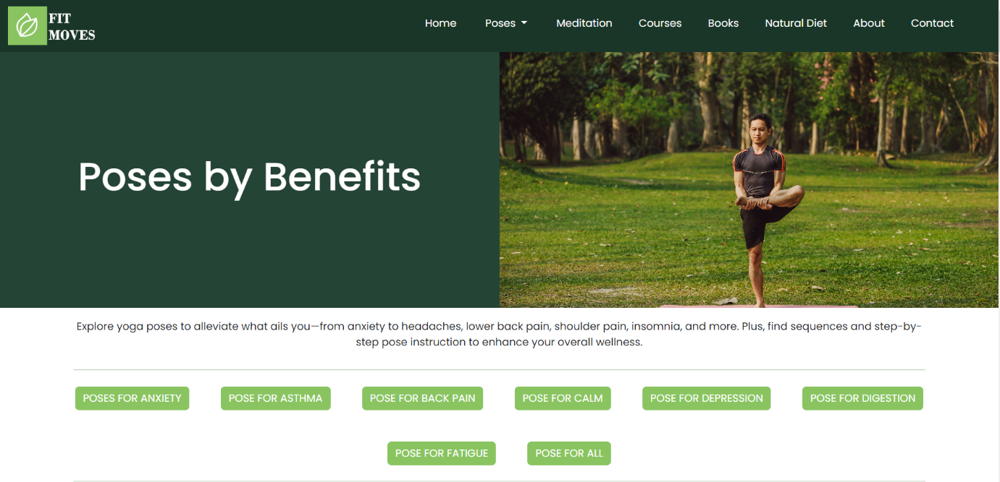 FIT
MOVES
Home Poses Meditation Courses Books Natural Diet About Contact
Poses by Benefits
Explore yoga poses to alleviate what ails you—from anxiety to headaches, lower back pain, shoulder pain, insomnia, and more. Plus, find sequences and step-by-
step pose instruction to enhance your overall wellness.
POSES FOR ANXIETY POSE FOR ASTHMA POSE FOR BACK PAIN POSE FOR CALM POSE FOR DEPRESSION POSE FOR DIGESTION
POSE FOR FATIGUE POSE FOR ALL